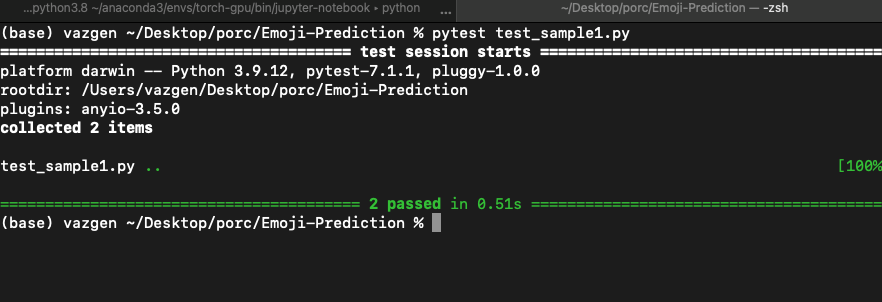 ...python3.8 ~/anaconda3/envs/torch-gpu/bin/jupyter-notebook ▸ python ... ~/Desktop/porc/Emoji-Prediction — -zsh
(base) vazgen ~/Desktop/porc/Emoji-Prediction % pytest test_sample1.py
======================================= test session starts ======================================
platform darwin -- Python 3.9.12, pytest-7.1.1, pluggy-1.0.0
rootdir: /Users/vazgen/Desktop/porc/Emoji-Prediction
plugins: anyio-3.5.0
collected 2 items
test_sample1.py .. [100%
======================================== 2 passed in 0.51s =======================================
(base) vazgen ~/Desktop/porc/Emoji-Prediction %